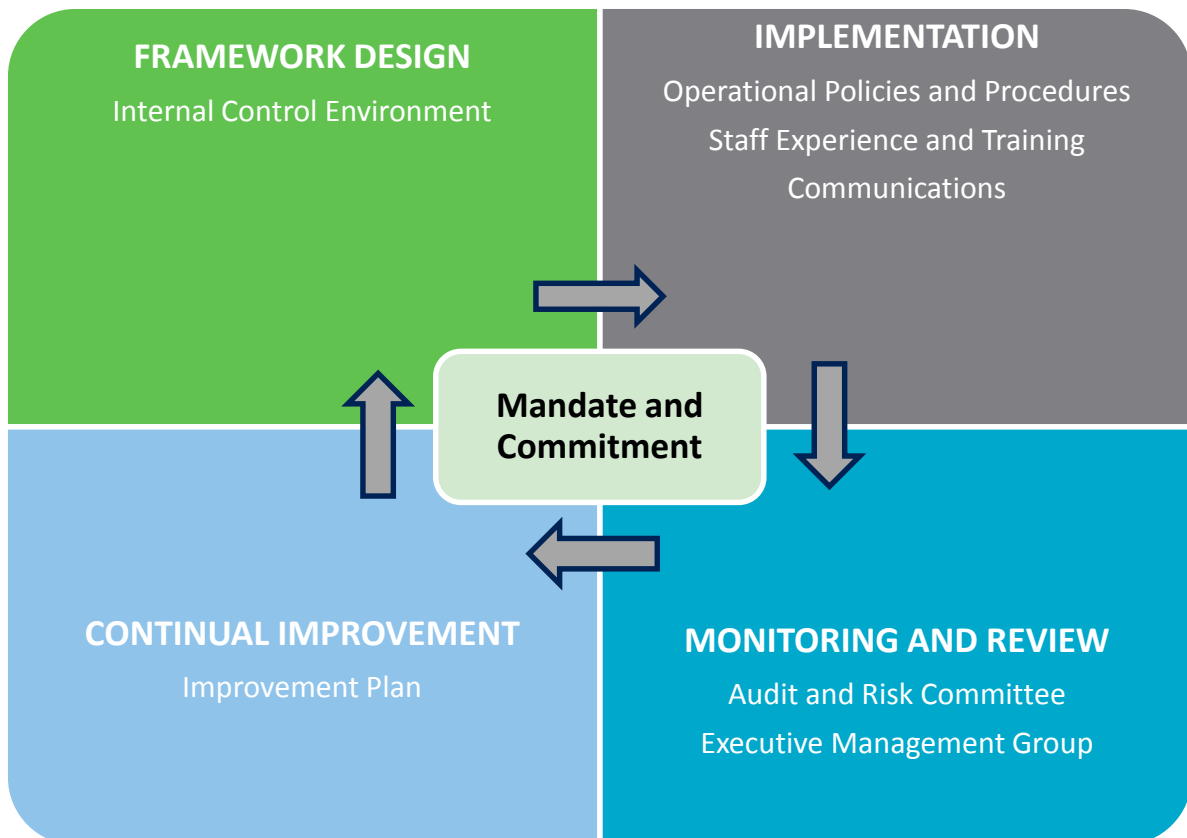 FRAMEWORK DESIGN
Internal Control Environment
IMPLEMENTATION
Operational Policies and Procedures
Staff Experience and Training
Communications
Mandate and
Commitment
CONTINUAL IMPROVEMENT
Improvement Plan
MONITORING AND REVIEW
Audit and Risk Committee
Executive Management Group